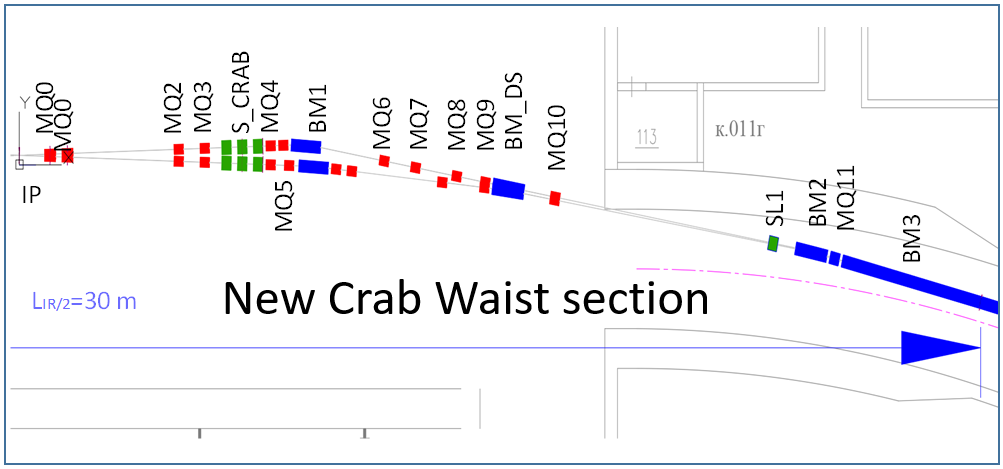 Y
MQ0
MQ0
X
IP
MQ2
MQ3
S_CRAB
MQ4
MQ5
BM1
MQ6
MQ7
MQ8
MQ9
BM_DS
MQ10
113
к.011г
SL1
BM2
MQ11
BM3
LIR/2=30 m
New Crab Waist section